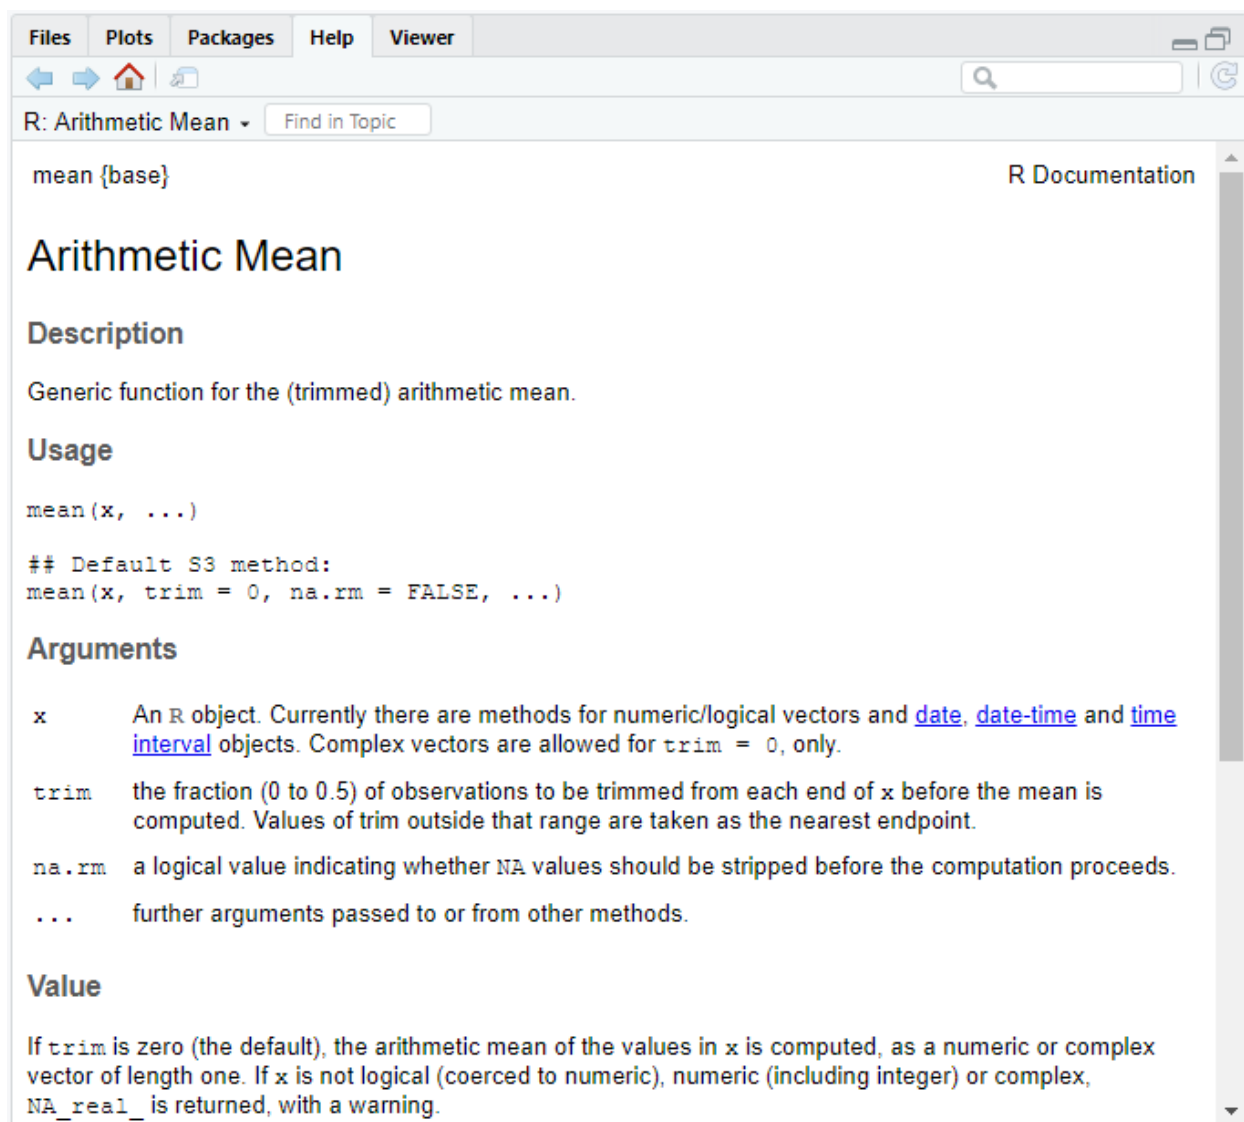 Files Plots Packages Help Viewer
R: Arithmetic Mean Find in Topic
mean {base} R Documentation
Arithmetic Mean
Description
Generic function for the (trimmed) arithmetic mean.
Usage
mean(x, ...)
## Default S3 method:
mean(x, trim = 0, na.rm = FALSE, ...)
Arguments
x An R object. Currently there are methods for numeric/logical vectors and date, date-time and time
interval objects. Complex vectors are allowed for trim = 0, only.
trim the fraction (0 to 0.5) of observations to be trimmed from each end of x before the mean is
computed. Values of trim outside that range are taken as the nearest endpoint.
na.rm a logical value indicating whether NA values should be stripped before the computation proceeds.
... further arguments passed to or from other methods.
Value
If trim is zero (the default), the arithmetic mean of the values in x is computed, as a numeric or complex
vector of length one. If x is not logical (coerced to numeric), numeric (including integer) or complex,
NA_real_ is returned, with a warning.